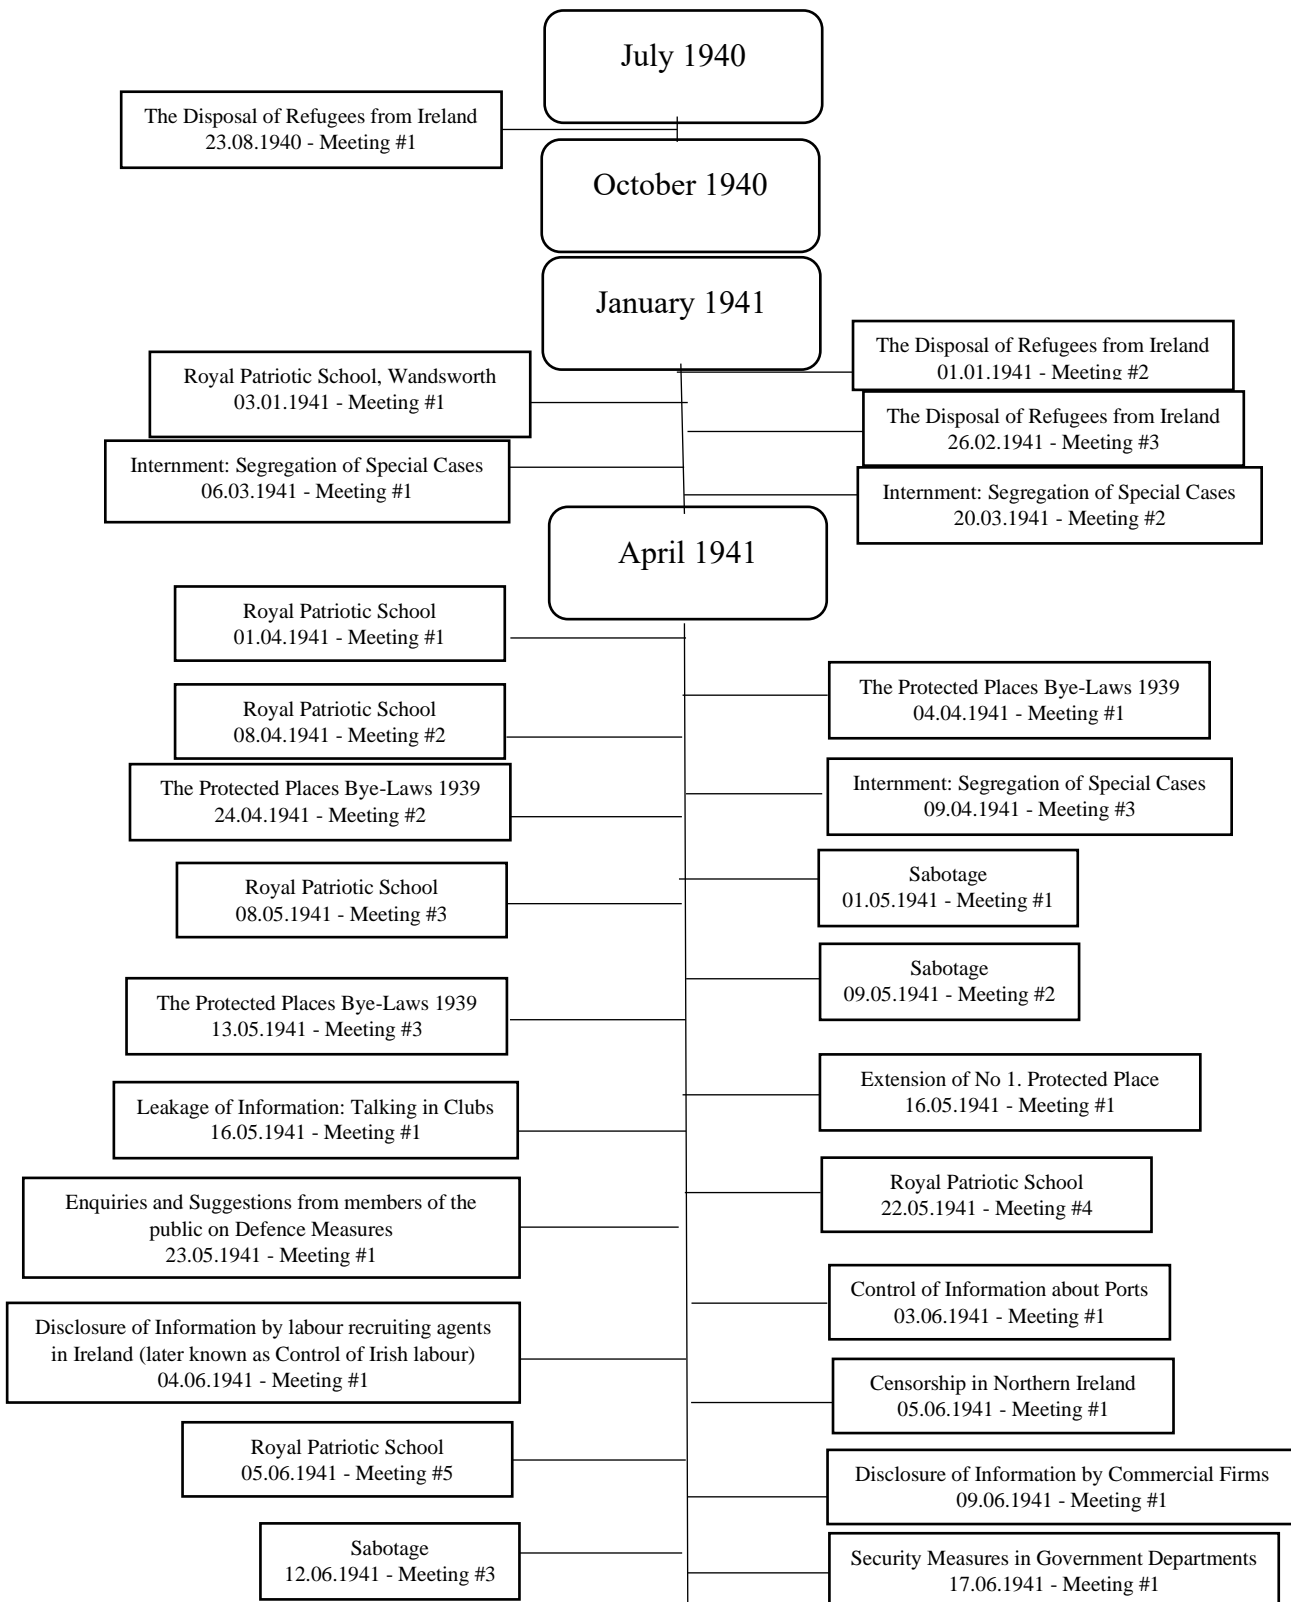 July 1940
The Disposal of Refugees from Ireland
23.08.1940 - Meeting #1
October 1940
January 1941
The Disposal of Refugees from Ireland
01.01.1941 - Meeting #2
Royal Patriotic School, Wandsworth
03.01.1941 - Meeting #1
The Disposal of Refugees from Ireland
26.02.1941 - Meeting #3
Internment: Segregation of Special Cases
06.03.1941 - Meeting #1
Internment: Segregation of Special Cases
20.03.1941 - Meeting #2
April 1941
Royal Patriotic School
01.04.1941 - Meeting #1
The Protected Places Bye-Laws 1939
04.04.1941 - Meeting #1
Royal Patriotic School
08.04.1941 - Meeting #2
Internment: Segregation of Special Cases
09.04.1941 - Meeting #3
The Protected Places Bye-Laws 1939
24.04.1941 - Meeting #2
Sabotage
01.05.1941 - Meeting #1
Royal Patriotic School
08.05.1941 - Meeting #3
Sabotage
09.05.1941 - Meeting #2
The Protected Places Bye-Laws 1939
13.05.1941 - Meeting #3
Extension of No 1. Protected Place
16.05.1941 - Meeting #1
Leakage of Information: Talking in Clubs
16.05.1941 - Meeting #1
Royal Patriotic School
22.05.1941 - Meeting #4
Enquiries and Suggestions from members of the
public on Defence Measures
23.05.1941 - Meeting #1
Control of Information about Ports
03.06.1941 - Meeting #1
Disclosure of Information by labour recruiting agents
in Ireland (later known as Control of Irish labour)
04.06.1941 - Meeting #1
Censorship in Northern Ireland
05.06.1941 - Meeting #1
Royal Patriotic School
05.06.1941 - Meeting #5
Disclosure of Information by Commercial Firms
09.06.1941 - Meeting #1
Sabotage
12.06.1941 - Meeting #3
Security Measures in Government Departments
17.06.1941 - Meeting #1